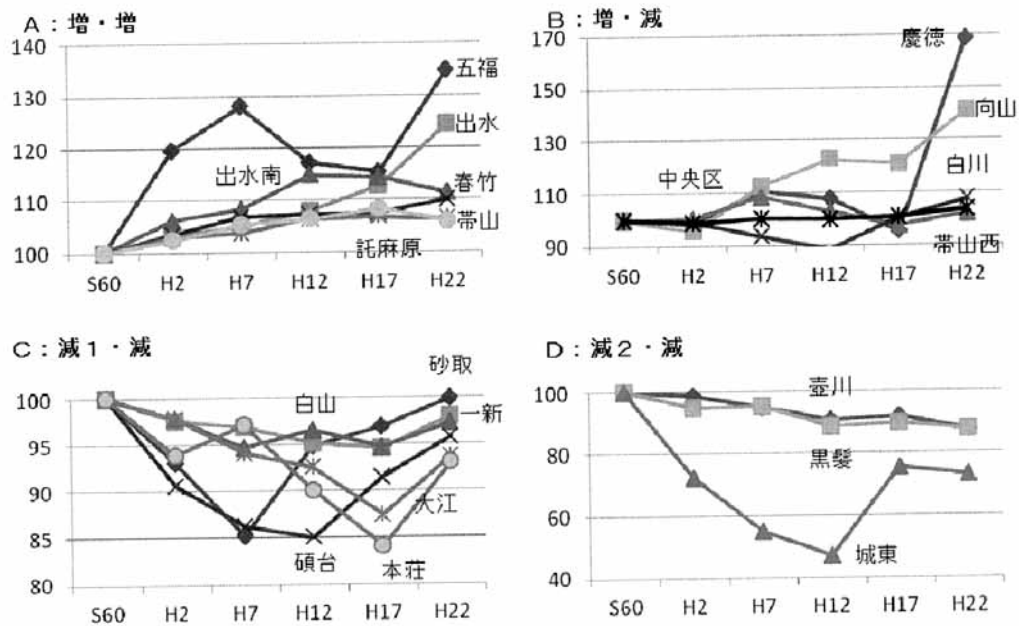 A：増・増
140
130
120
110
100
五福
出水
出水南
春竹
帯山
託麻原
S60 H2 H7 H12 H17 H22
B：増・減
170
150
130
110
90
慶徳
向山
中央区
白川
帯山西
S60 H2 H7 H12 H17 H22
C：減1・減
100
95
90
85
80
砂取
白山
一新
大江
碩台
本荘
S60 H2 H7 H12 H17 H22
D：減2・減
100
80
60
40
壺川
黒髪
城東
S60 H2 H7 H12 H17 H22